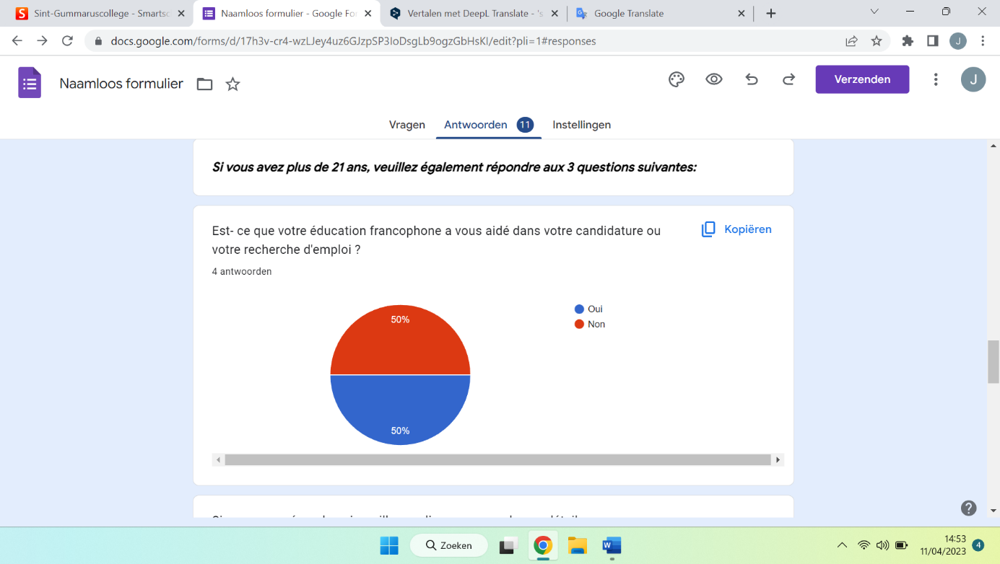 Sint-Gummaruscollege - Smartsc
Naamloos formulier - Google Fo
Vertalen met DeepL Translate - 's
Google Translate
docs.google.com/forms/d/17h3v-cr4-wzLJey4uz6GJzpSP3IoDsgLb9ogzGbHsKI/edit?pli=1#responses
J
Naamloos formulier
Verzenden
J
Vragen
Antwoorden 11
Instellingen
Si vous avez plus de 21 ans, veuillez également répondre aux 3 questions suivantes:
Est- ce que votre éducation francophone a vous aidé dans votre candidature ou
votre recherche d'emploi ?
Kopiëren
4 antwoorden
Oui
Non
50%
50%
Zoeken
14:53
11/04/2023
4